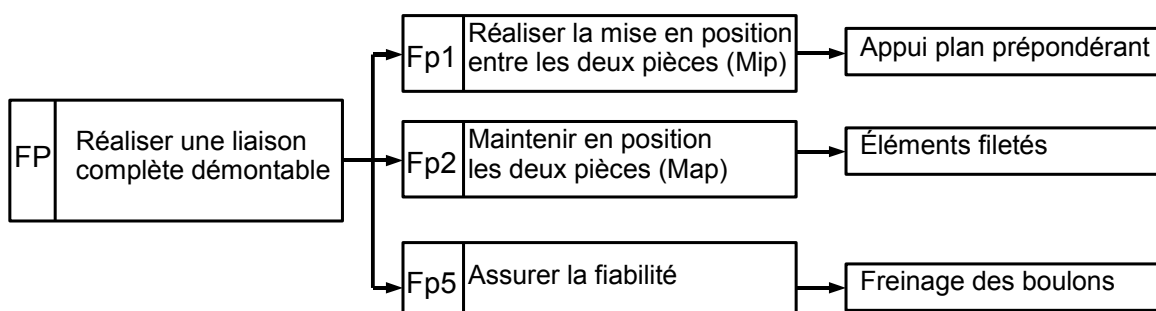 FP
Réaliser une liaison
complète démontable
Fp1
Réaliser la mise en position
entre les deux pièces (Mip)
Appui plan prépondérant
Fp2
Maintenir en position
les deux pièces (Map)
Éléments filetés
Fp5
Assurer la fiabilité
Freinage des boulons